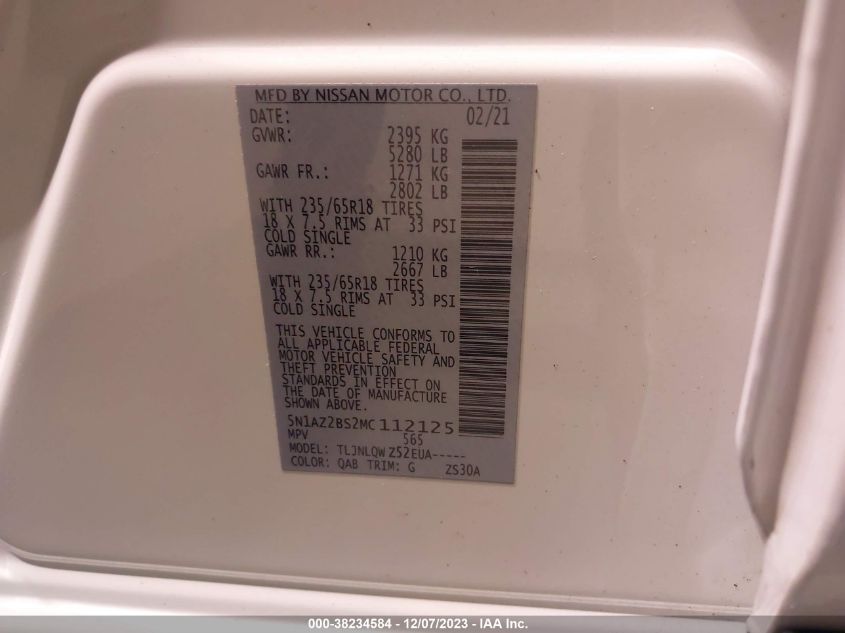 MFD BY NISSAN MOTOR CO., LTD.
DATE: 02/21
GVWR: 2395 KG
5280 LB
GAWR FR.: 1271 KG
2802 LB
WITH 235/65R18 TIRES
18 X 7.5 RIMS AT 33 PSI
COLD SINGLE
GAWR RR.: 1210 KG
2667 LB
WITH 235/65R18 TIRES
18 X 7.5 RIMS AT 33 PSI
COLD SINGLE
THIS VEHICLE CONFORMS TO
ALL APPLICABLE FEDERAL
MOTOR VEHICLE SAFETY AND
THEFT PREVENTION
STANDARDS IN EFFECT ON
THE DATE OF MANUFACTURE
SHOWN ABOVE.
5N1AZ2BS2MC112125
MPV 565
MODEL: TLJNLQW Z52EUA-----
COLOR: QAB TRIM: G ZS30A
000-38234584 - 12/07/2023 - IAA Inc.